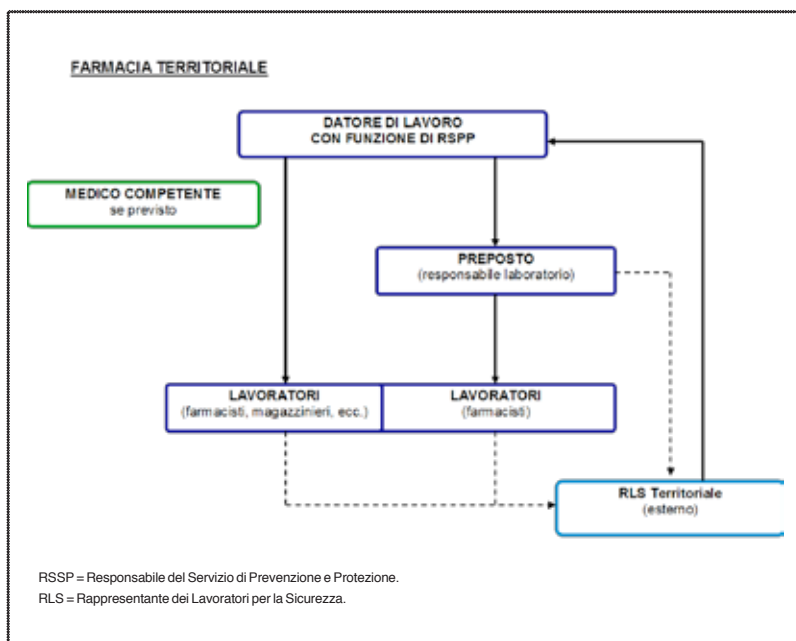 FARMACIA TERRITORIALE
DATORE DI LAVORO
CON FUNZIONE DI RSPP
MEDICO COMPETENTE
se previsto
PREPOSTO
(responsabile laboratorio)
LAVORATORI
(farmacisti, magazzinieri, ecc.)
LAVORATORI
(farmacisti)
RLS Territoriale
(esterno)
RSSP = Responsabile del Servizio di Prevenzione e Protezione.
RLS = Rappresentante dei Lavoratori per la Sicurezza.